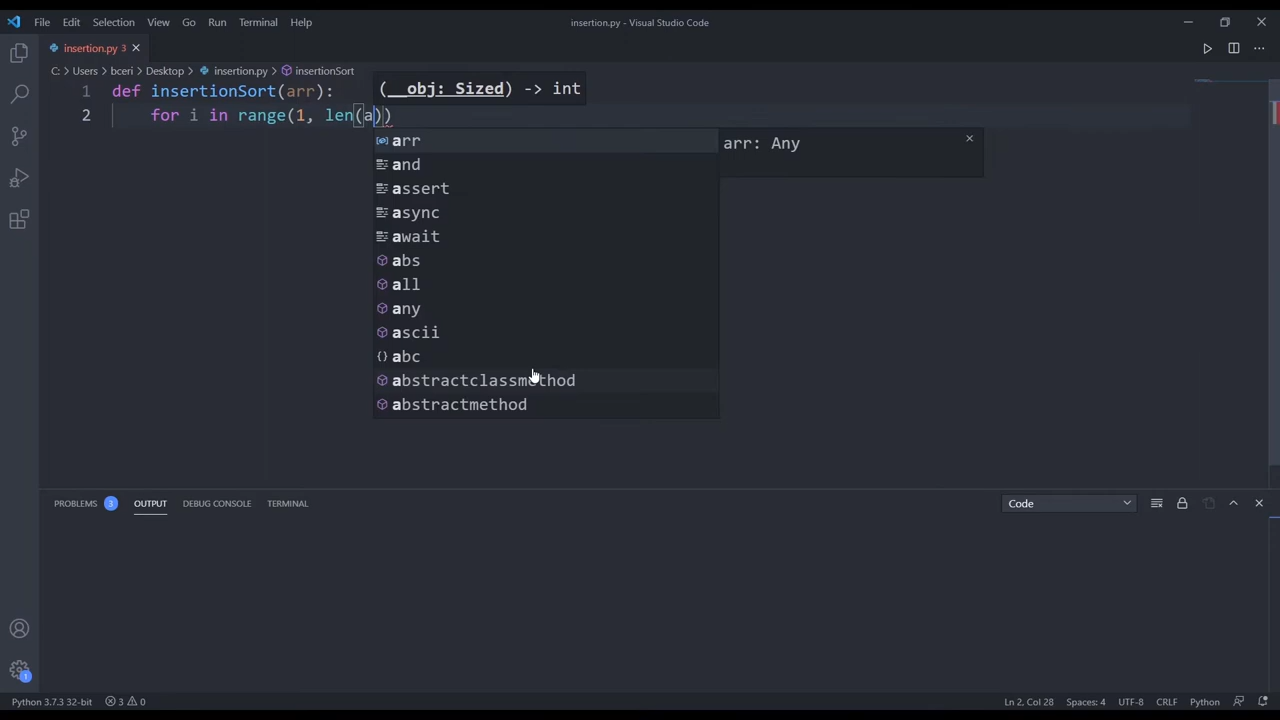 File Edit Selection View Go Run Terminal Help insertion.py - Visual Studio Code
insertion.py 3
C: > Users > bceri > Desktop > insertion.py > insertionSort
(__obj: Sized) -> int
1 def insertionSort(arr):
2 for i in range(1, len(a))
arr
arr: Any
and
assert
async
await
abs
all
any
ascii
abc
abstractclassmethod
abstractmethod
PROBLEMS 3 OUTPUT DEBUG CONSOLE TERMINAL Code
1
Python 3.7.3 32-bit 3 0 Ln 2, Col 28 Spaces: 4 UTF-8 CRLF Python